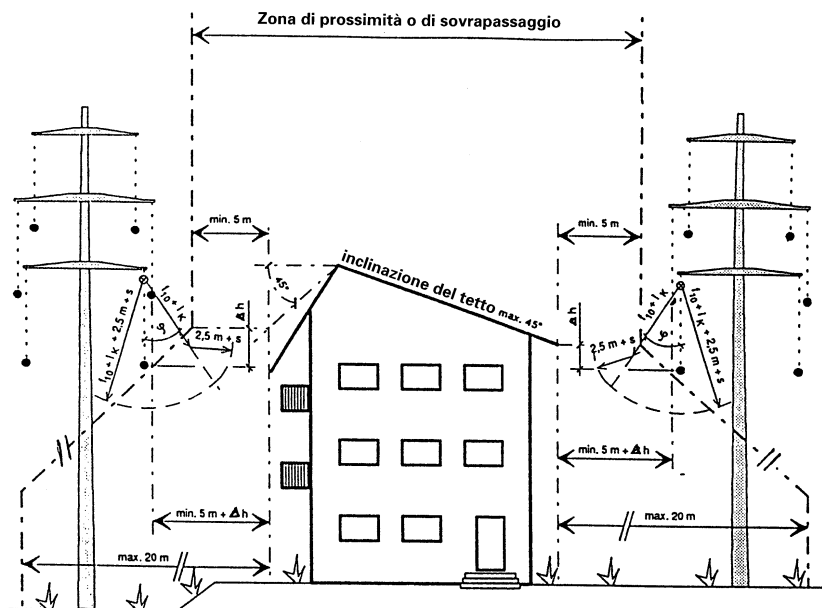 Zona di prossimità o di sovrapassaggio
min. 5 m
min. 5 m
inclinazione del tetto max. 45°
45°
Δh
Δh
f10 + lK
f10 + lK
f10 + lK + 2,5 m + s
f10 + lK + 2,5 m + s
φ
φ
2,5 m + s
2,5 m + s
min. 5 m + Δh
min. 5 m + Δh
max. 20 m
max. 20 m